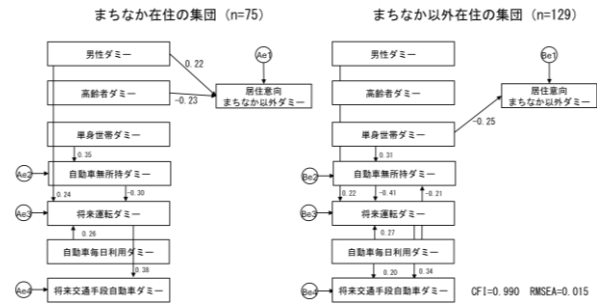 まちなか在住の集団 (n=75)
男性ダミー
高齢者ダミー
単身世帯ダミー
自動車無所持ダミー
将来運転ダミー
自動車毎日利用ダミー
将来交通手段自動車ダミー
Ae1
Ae2
Ae3
Ae4
居住意向
まちなか以外ダミー
0.22
-0.23
0.35
0.24
-0.30
0.26
0.38
まちなか以外在住の集団 (n=129)
男性ダミー
高齢者ダミー
単身世帯ダミー
自動車無所持ダミー
将来運転ダミー
自動車毎日利用ダミー
将来交通手段自動車ダミー
Be1
Be2
Be3
Be4
居住意向
まちなか以外ダミー
-0.25
0.31
0.22
-0.41
-0.21
0.27
0.20
0.34
CFI=0.990 RMSEA=0.015